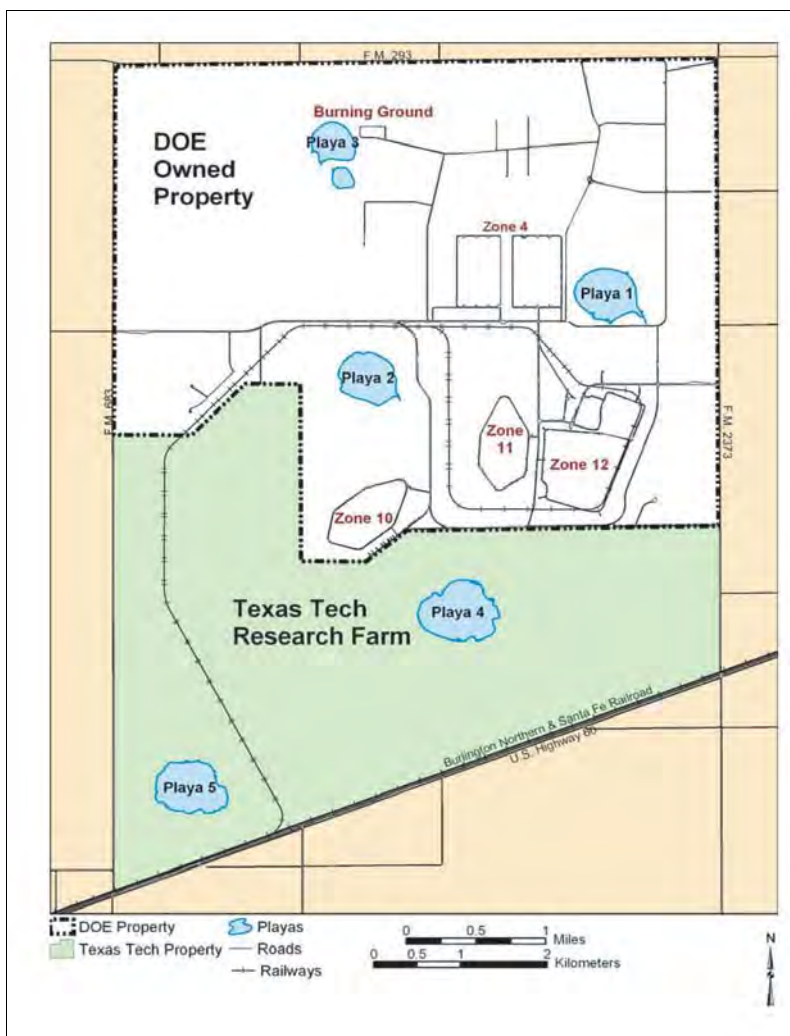 F.M. 293
Burning Ground
Playa 3
DOE
Owned
Property
Zone 4
Playa 1
Playa 2
F.M. 683
F.M. 2373
Zone
11
Zone 12
Zone 10
Playa 4
Texas Tech
Research Farm
Burlington Northern & Santa Fe Railroad
U.S. Highway 60
Playa 5
DOE Property
Playas
0 0.5 1
Miles
Texas Tech Property
Roads
0 0.5 1 2
Kilometers
Railways
N